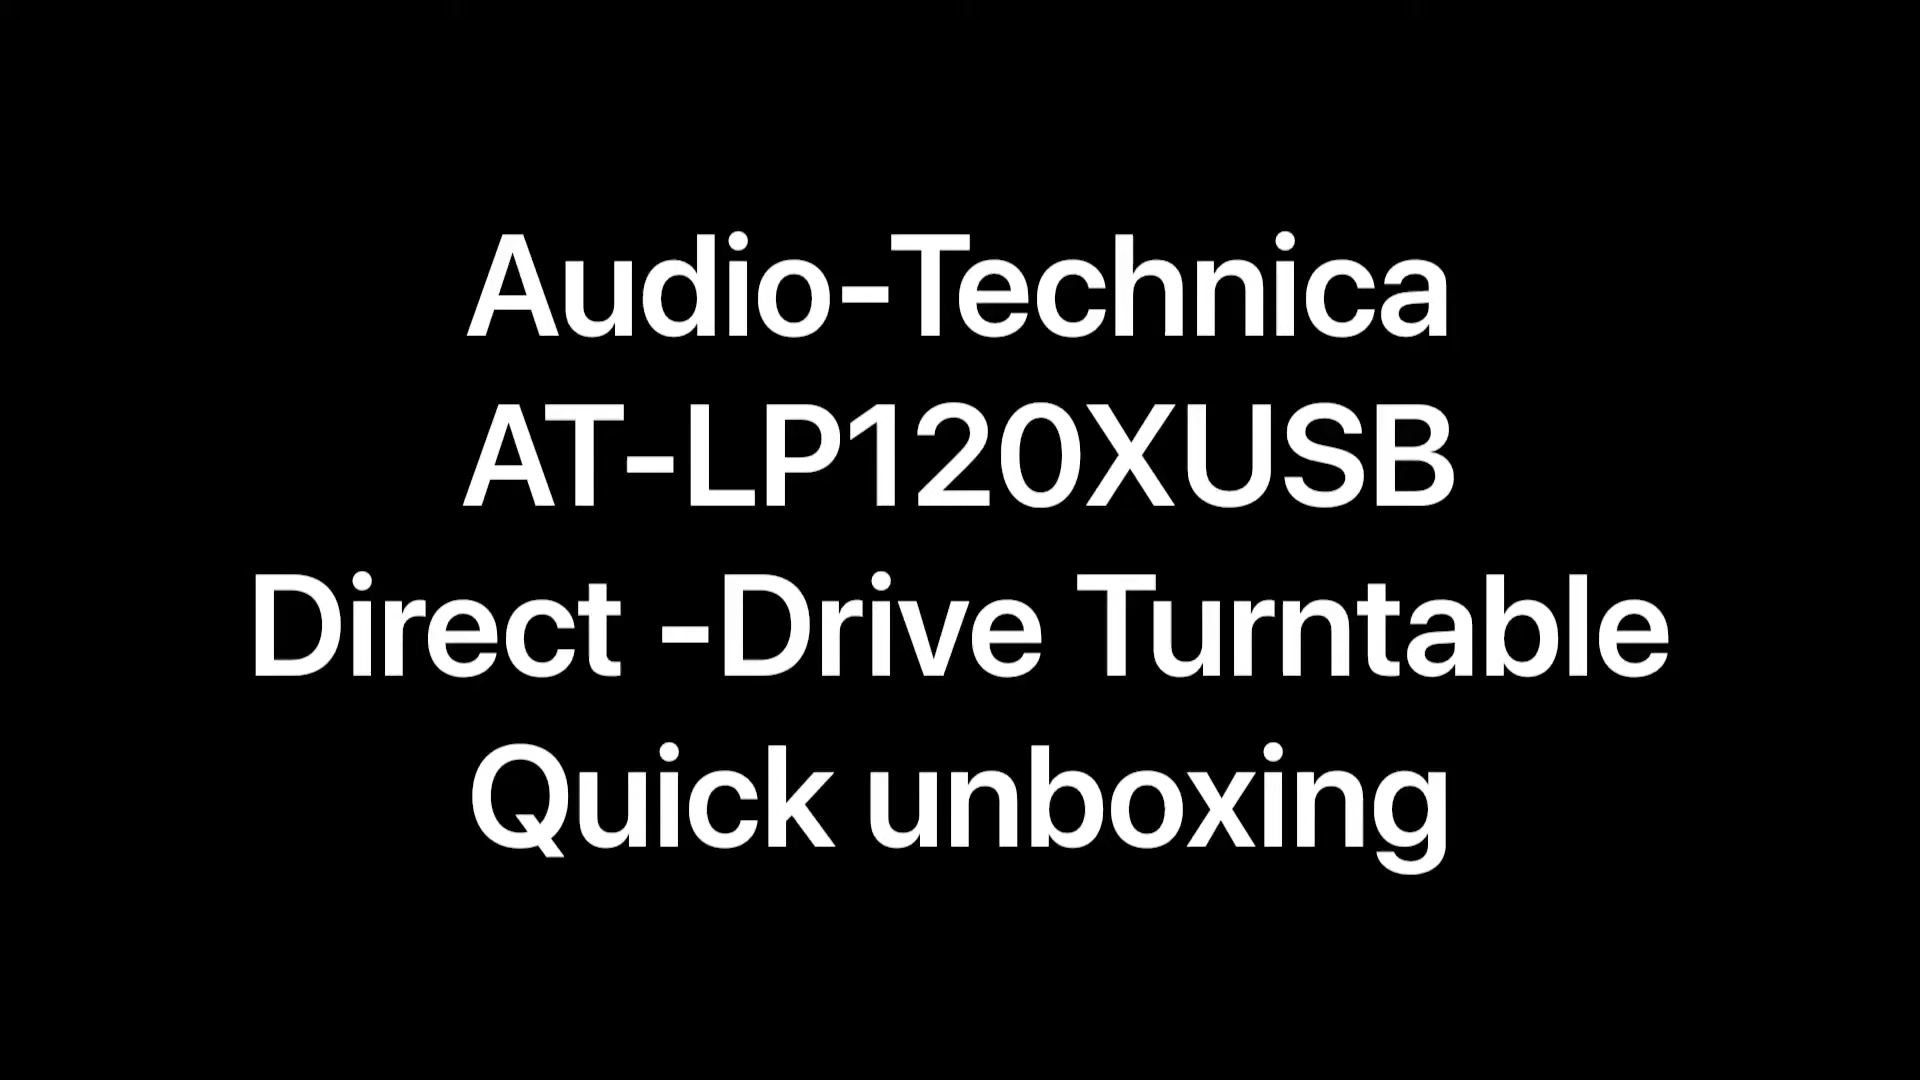 Audio-Technica
AT-LP120XUSB
Direct -Drive Turntable
Quick unboxing